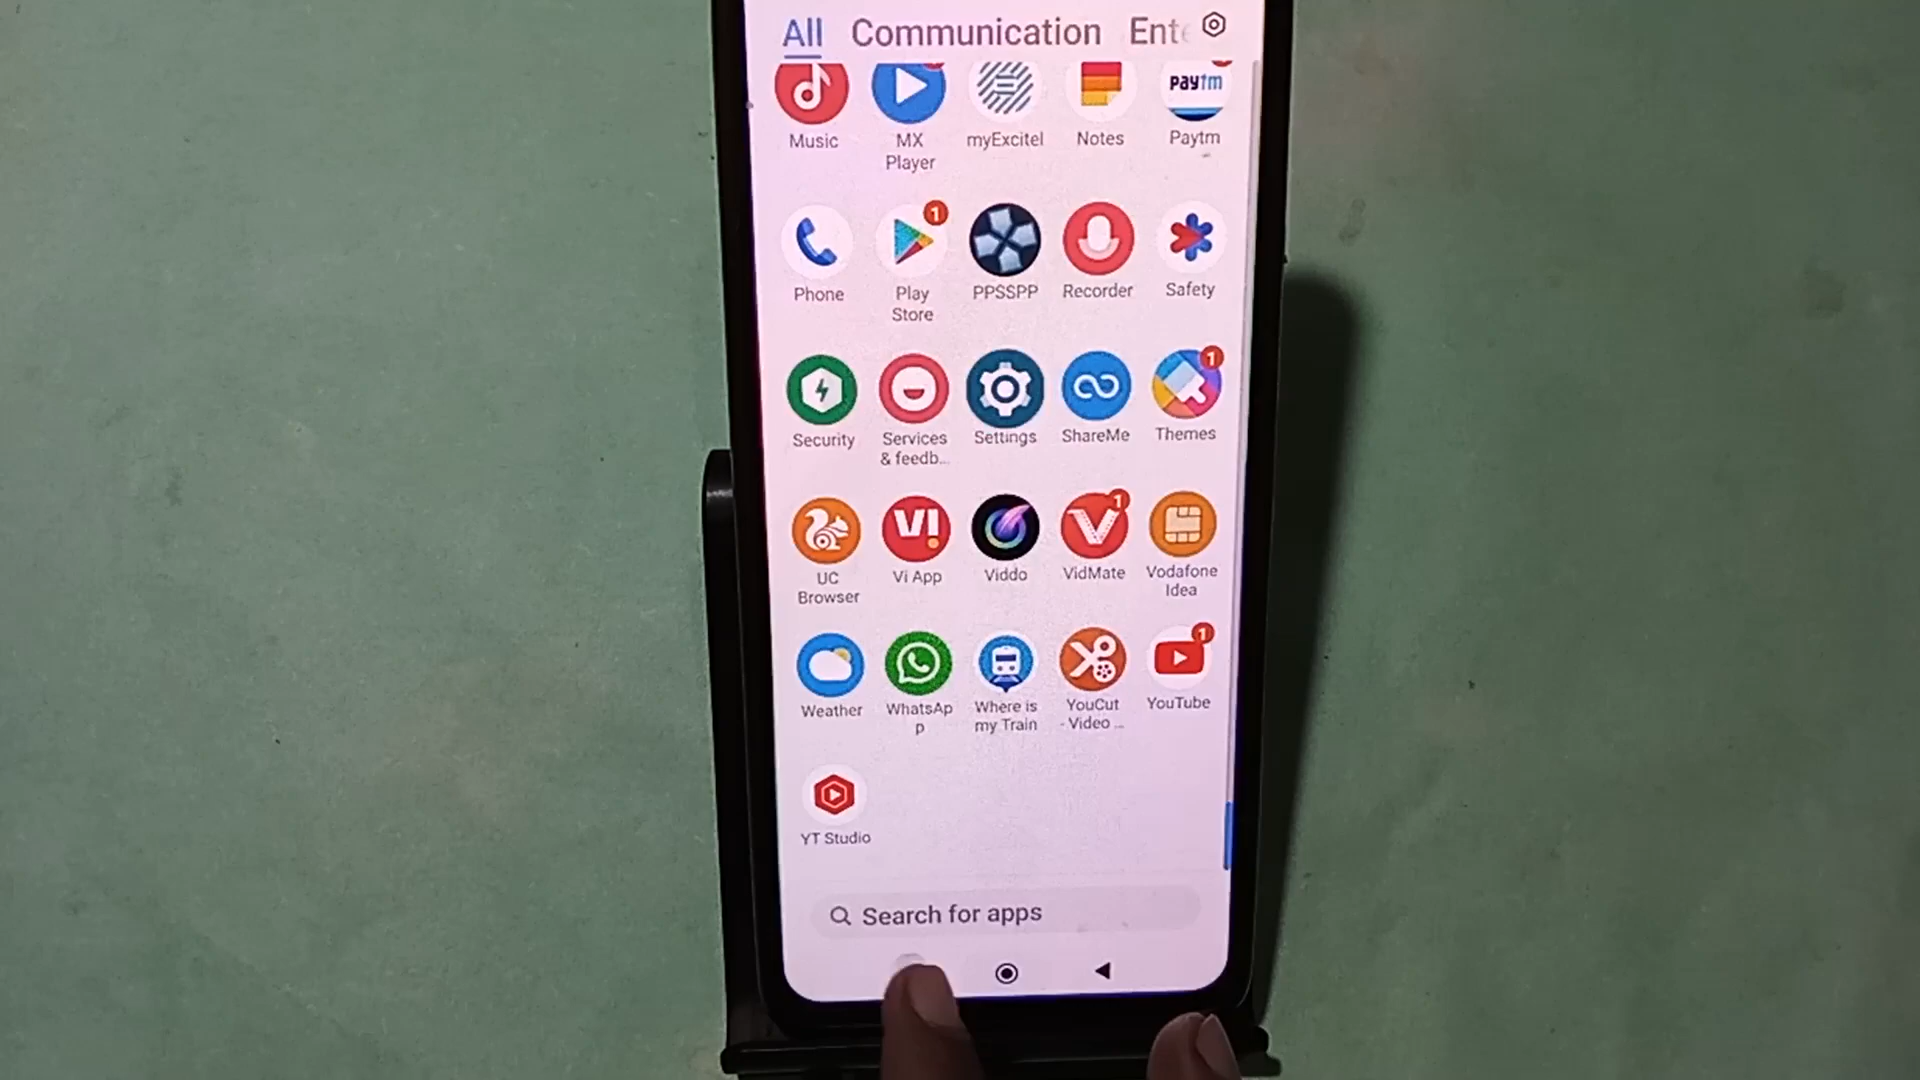 All Communication Ente
paytm
Music MX Player myExcitel Notes Paytm
1
Phone Play Store PPSSPP Recorder Safety
1
Security Services & feedb... Settings ShareMe Themes
VI! 1
UC Browser Vi App Viddo VidMate Vodafone Idea
1
Weather WhatsApp Where is my Train YouCut - Video ... YouTube
YT Studio
Search for apps